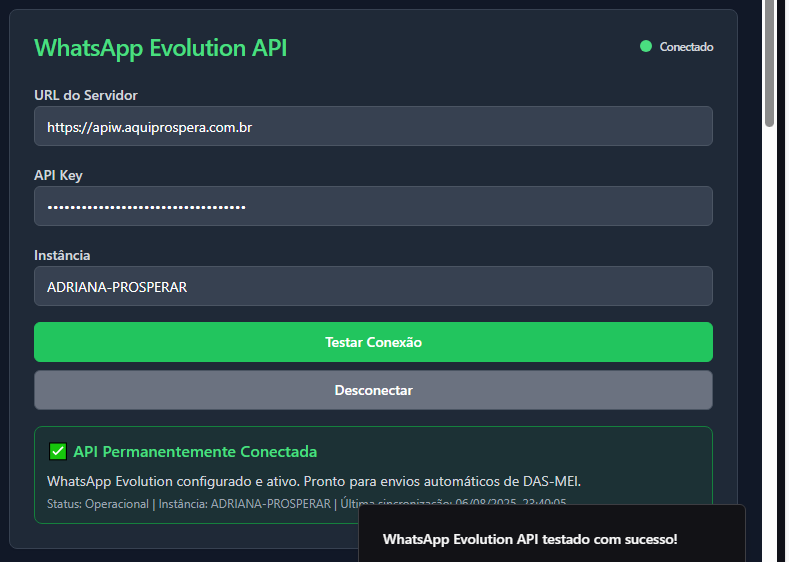 WhatsApp Evolution API
Conectado
URL do Servidor
https://apiw.aquiprospera.com.br
API Key
••••••••••••••••••••••••••••••••••••
Instância
ADRIANA-PROSPERAR
Testar Conexão
Desconectar
✅ API Permanentemente Conectada
WhatsApp Evolution configurado e ativo. Pronto para envios automáticos de DAS-MEI.
Status: Operacional | Instância: ADRIANA-PROSPERAR | Última sincronização: 06/08/2025, 22:40:05
WhatsApp Evolution API testado com sucesso!